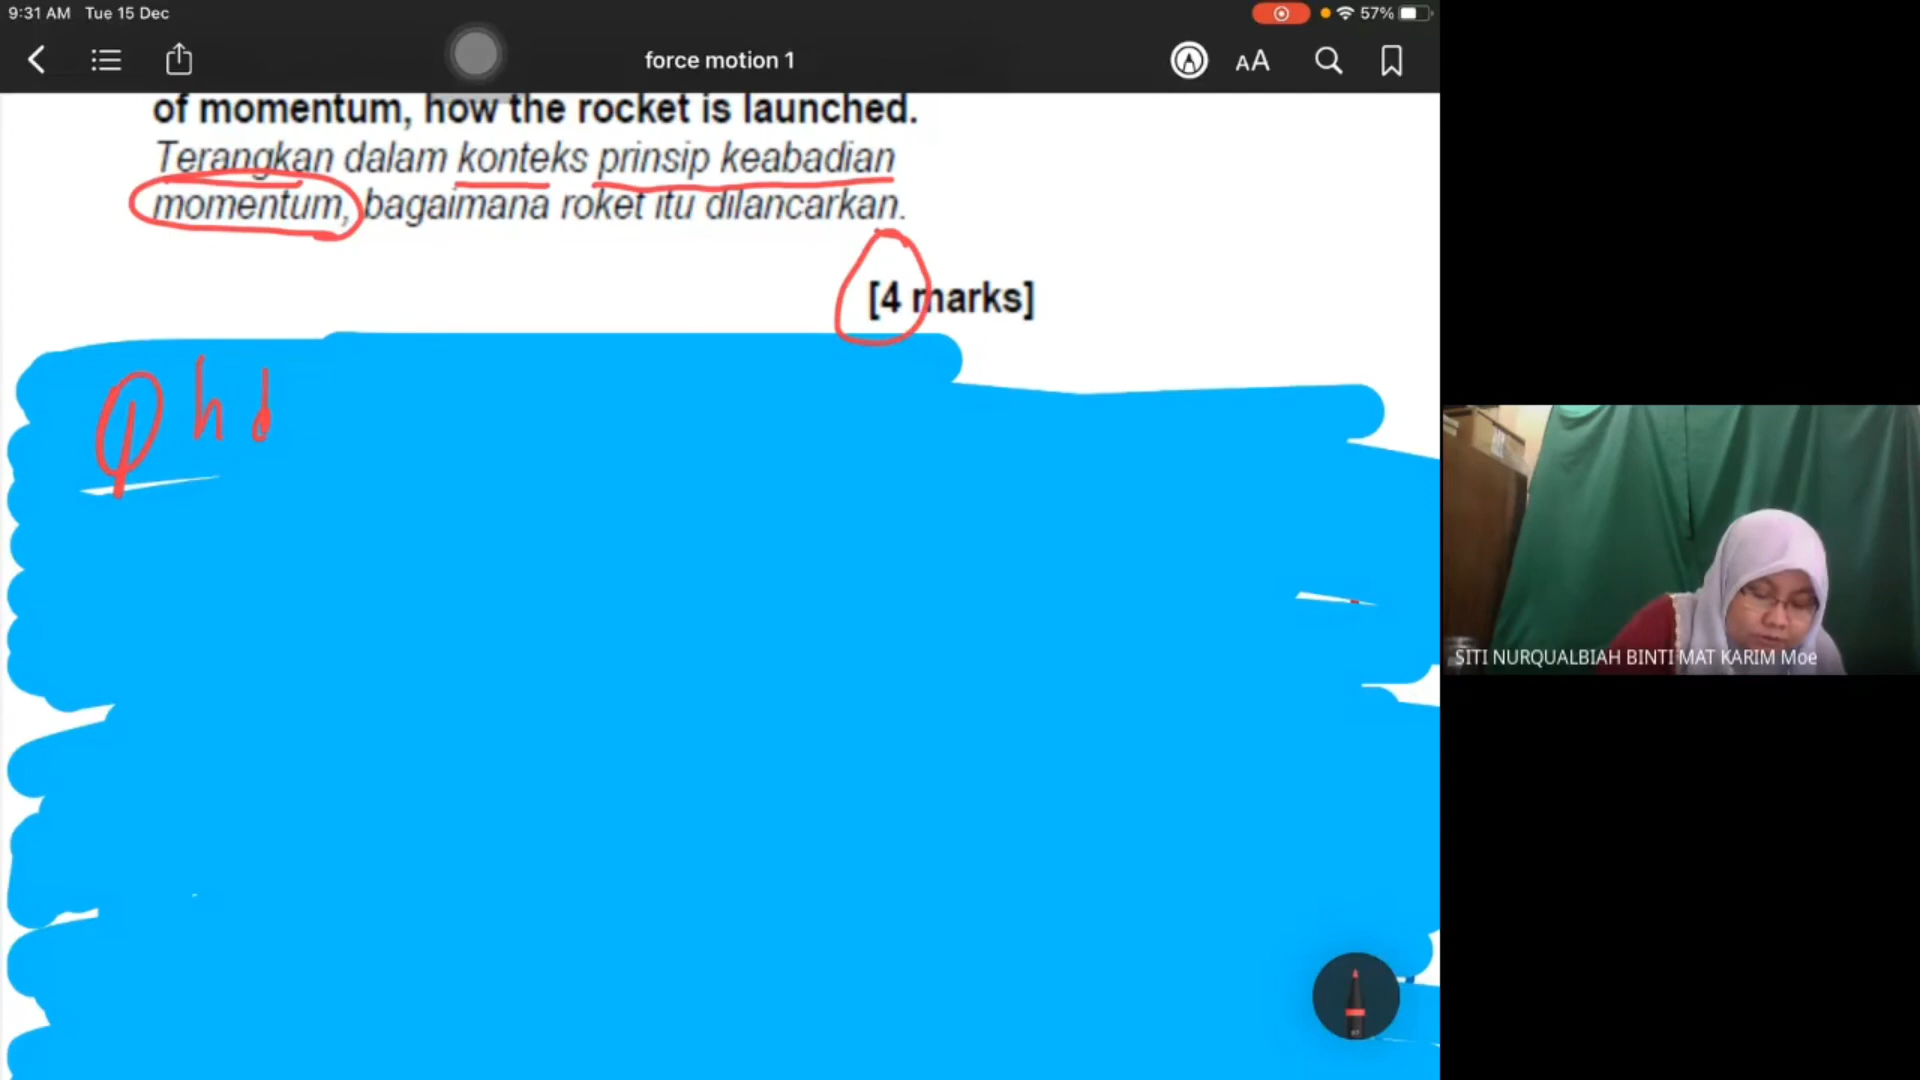 9:31 AM Tue 15 Dec
57%
force motion 1
AA
of momentum, how the rocket is launched.
Terangkan dalam konteks prinsip keabadian
momentum, bagaimana roket itu dilancarkan.
[4 marks]
SITI NURQUALBIAH BINTI MAT KARIM Moe